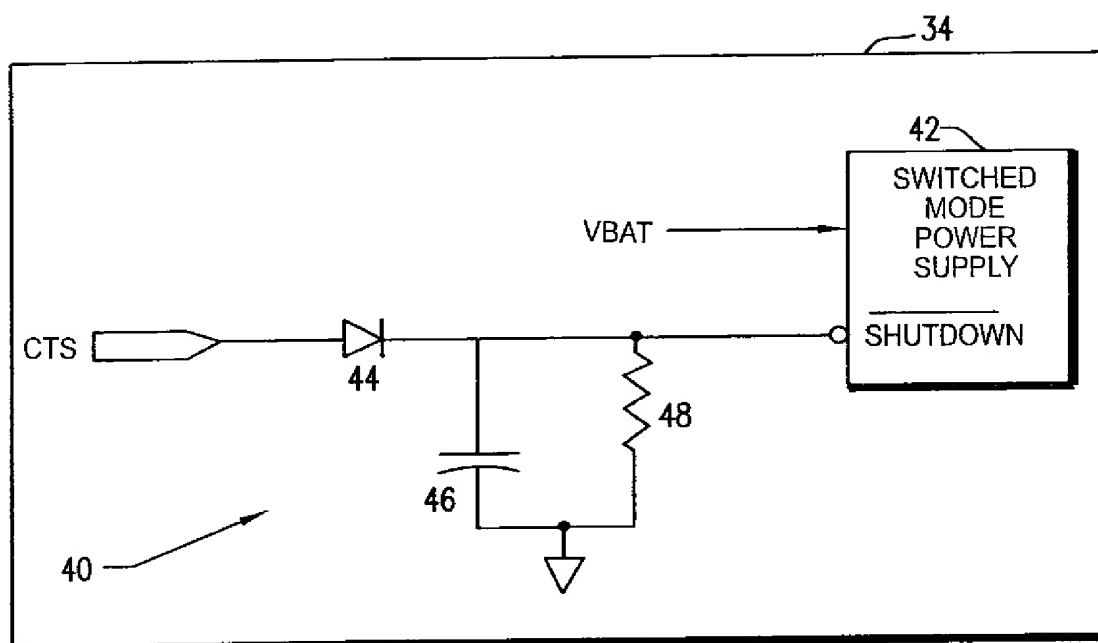 34
42
SWITCHED
MODE
POWER
SUPPLY
VBAT
SHUTDOWN
CTS
44
48
46
40